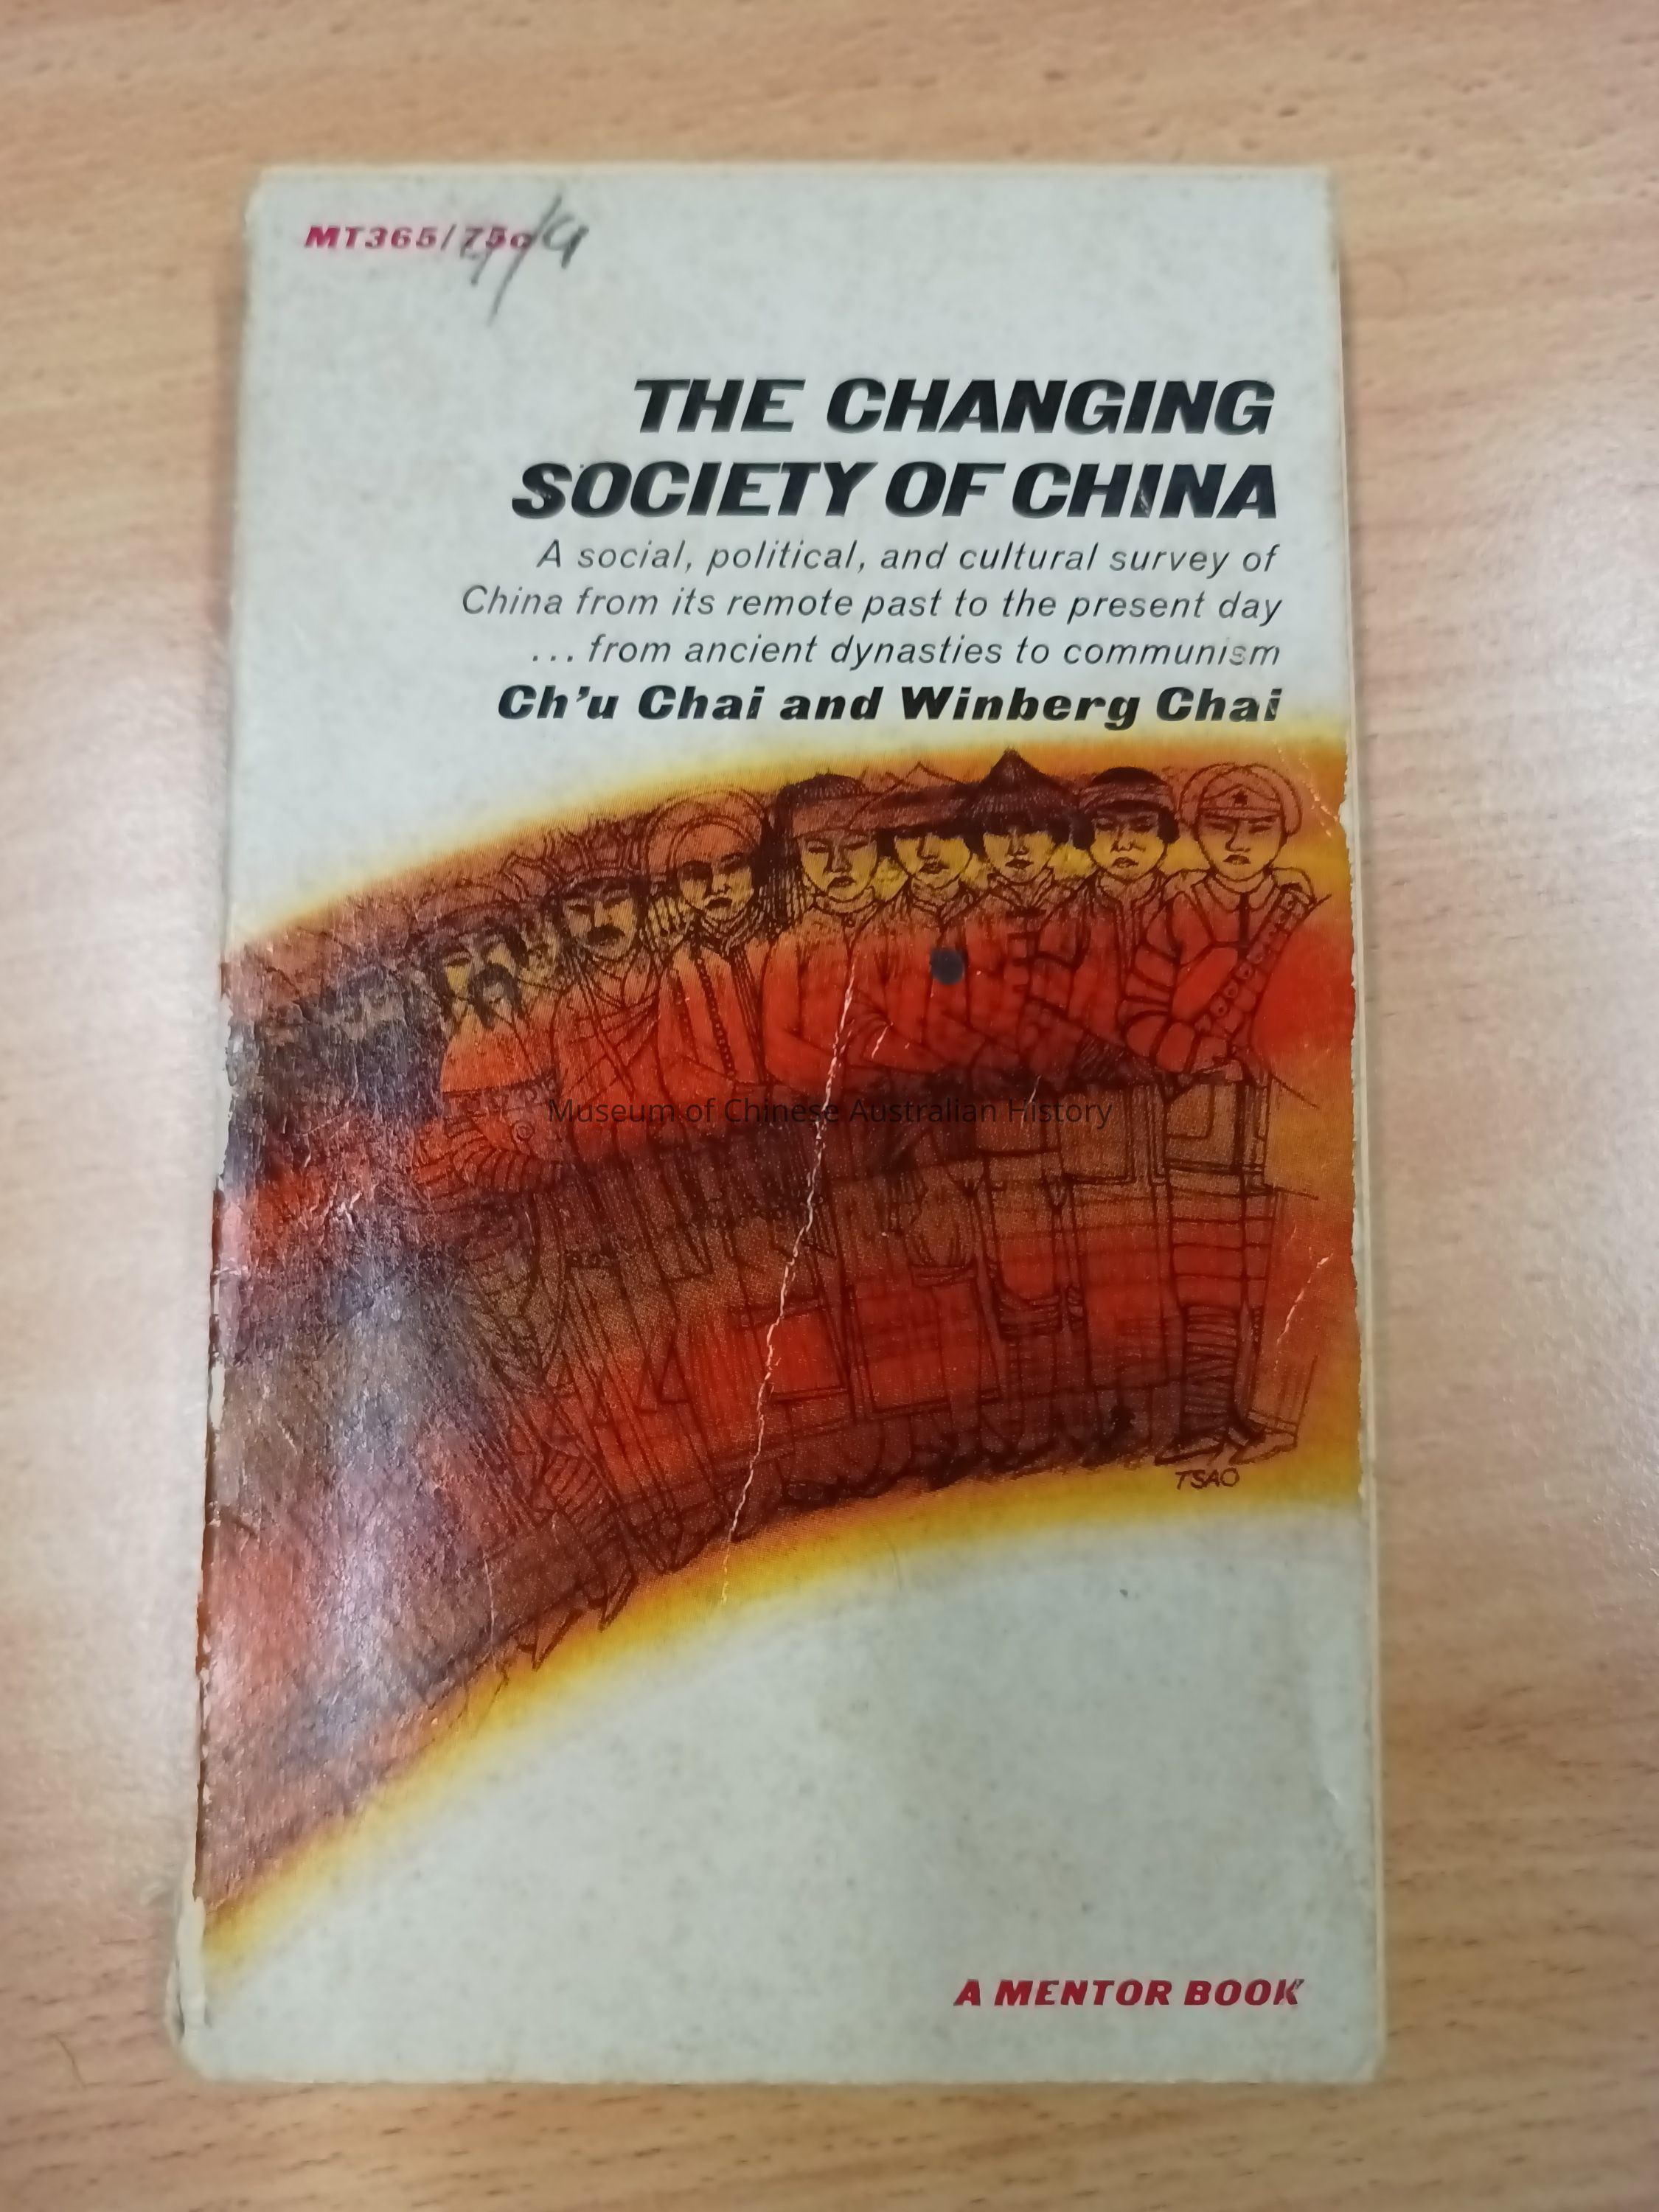 MT365/75c
THE CHANGING
SOCIETY OF CHINA
A social, political, and cultural survey of
China from its remote past to the present day
... from ancient dynasties to communism
Ch'u Chai and Winberg Chai
Museum of Chinese Australian History
TSAO
A MENTOR BOOK